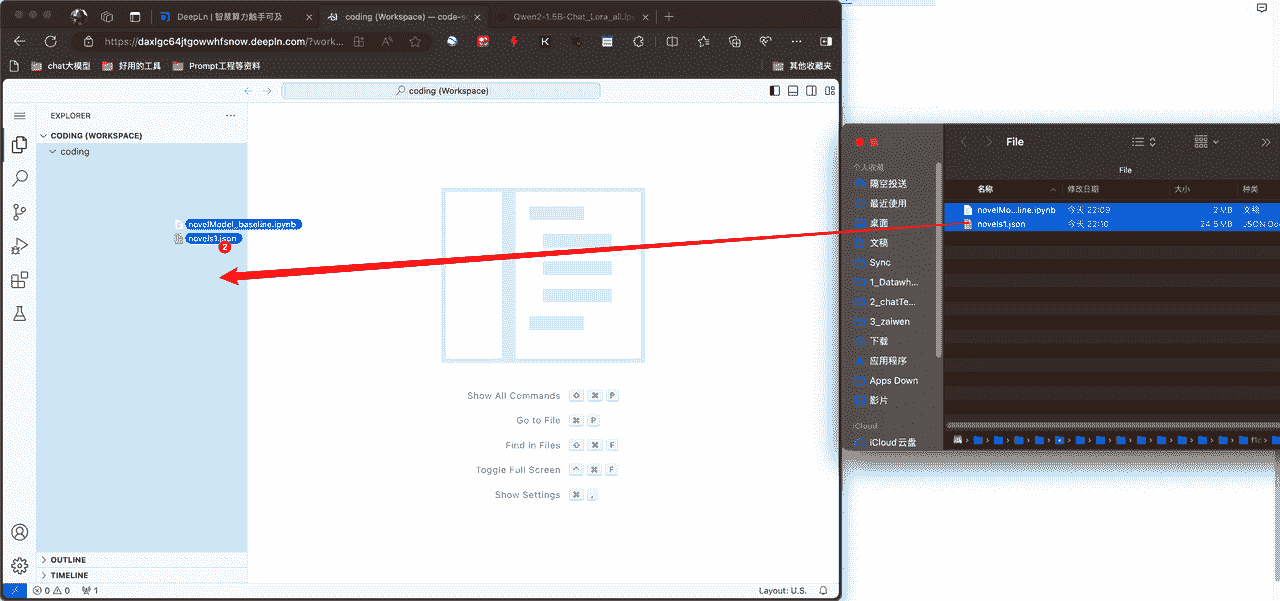 DeepLn | 智慧算力触手可及
coding (Workspace) — code-s
Qwen2-1.5B-Chat_Lora_all.ip
https://daxlgc64jtgowwhfsnow.deepln.com/?work...
chat大模型
好用的工具
Prompt工程等资料
其他收藏夹
coding (Workspace)
EXPLORER
CODING (WORKSPACE)
coding
novelModel_baseline.ipynb
novels1.json
2
Show All Commands ⇧ ⌘ P
Go to File ⌘ P
Find in Files ⇧ ⌘ F
Toggle Full Screen ^ ⌘ F
Show Settings ⌘ ,
OUTLINE
TIMELINE
0 0 1
Layout: U.S.
File
File
个人收藏
隔空投送
最近使用
桌面
文稿
Sync
1_Datawh...
2_chatTe...
3_zaiwen
下载
应用程序
Apps Down
影片
iCloud
iCloud云盘
名称 修改日期 大小 种类
novelMo...line.ipynb 今天 22:09 2 MB 文稿
novels1.json 今天 22:10 24.5 MB